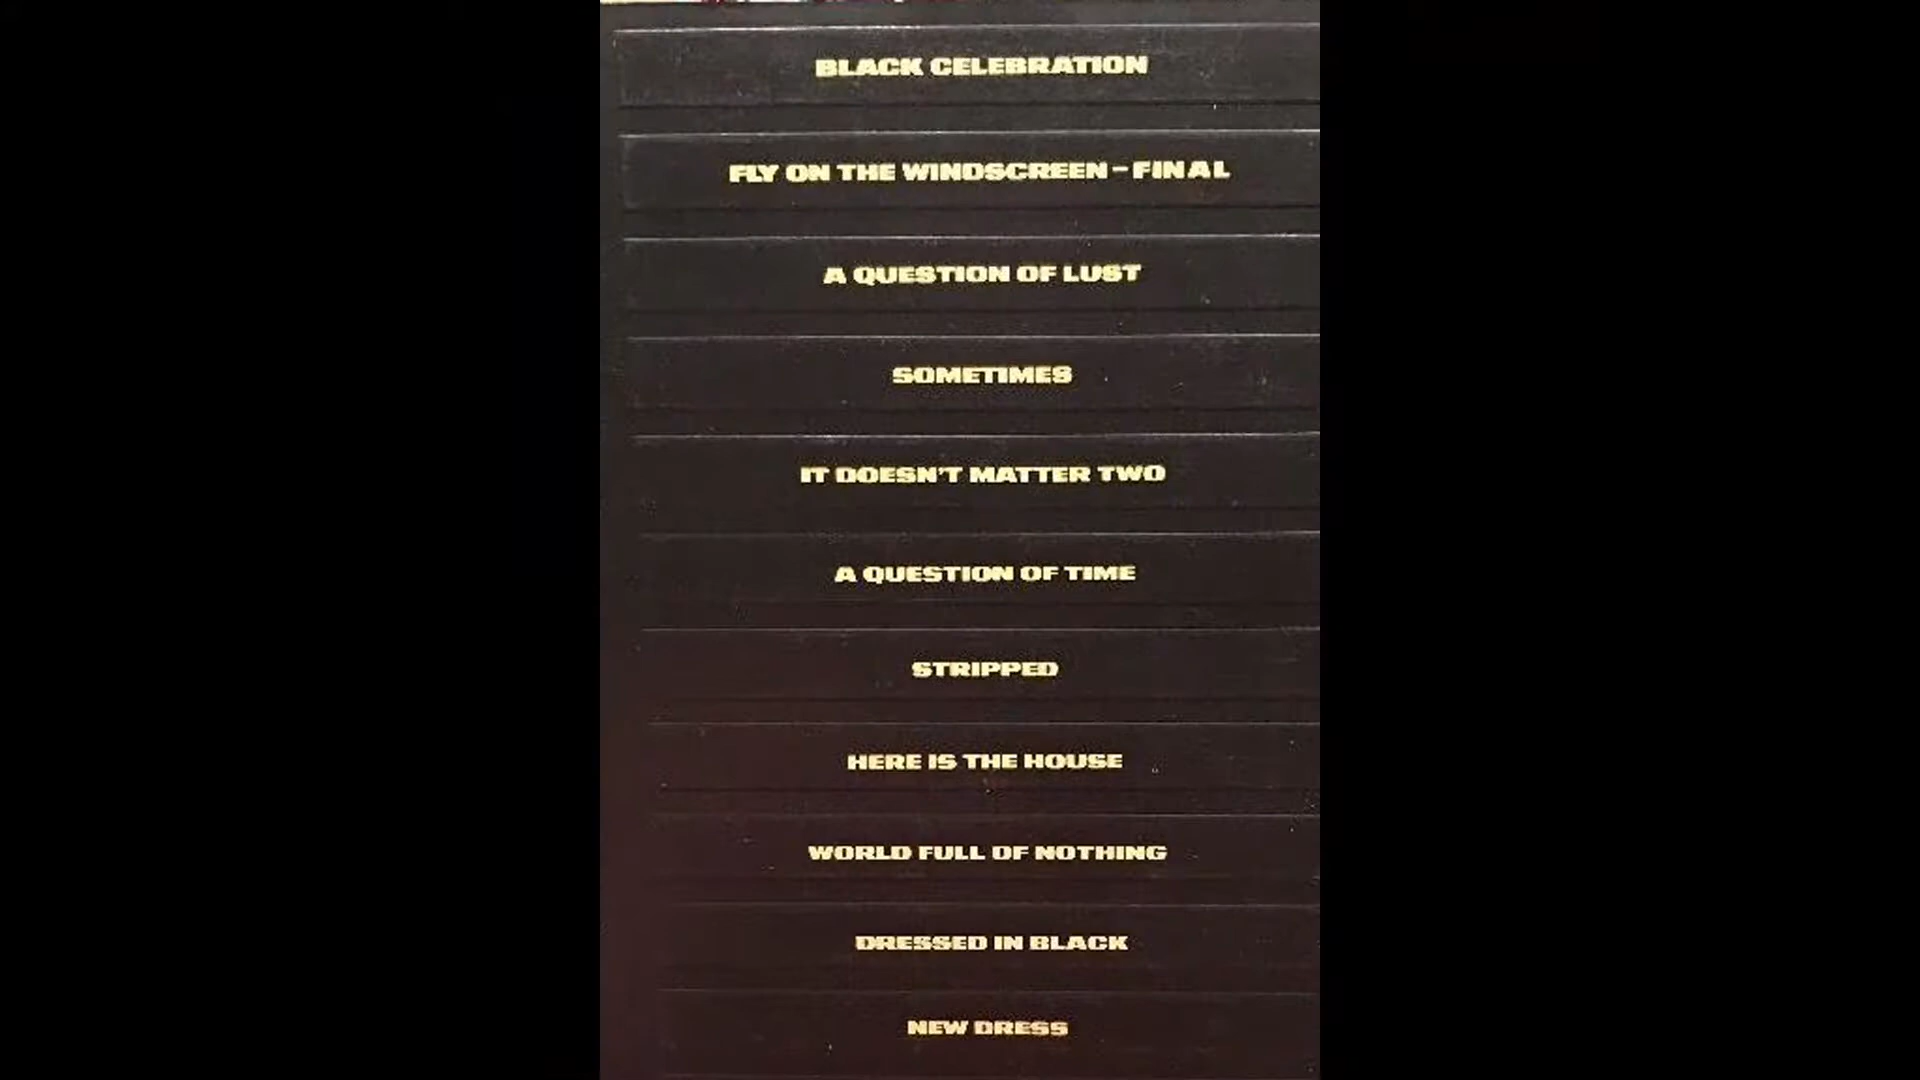 BLACK CELEBRATION
FLY ON THE WINDSCREEN – FINAL
A QUESTION OF LUST
SOMETIMES
IT DOESN'T MATTER TWO
A QUESTION OF TIME
STRIPPED
HERE IS THE HOUSE
WORLD FULL OF NOTHING
DRESSED IN BLACK
NEW DRESS